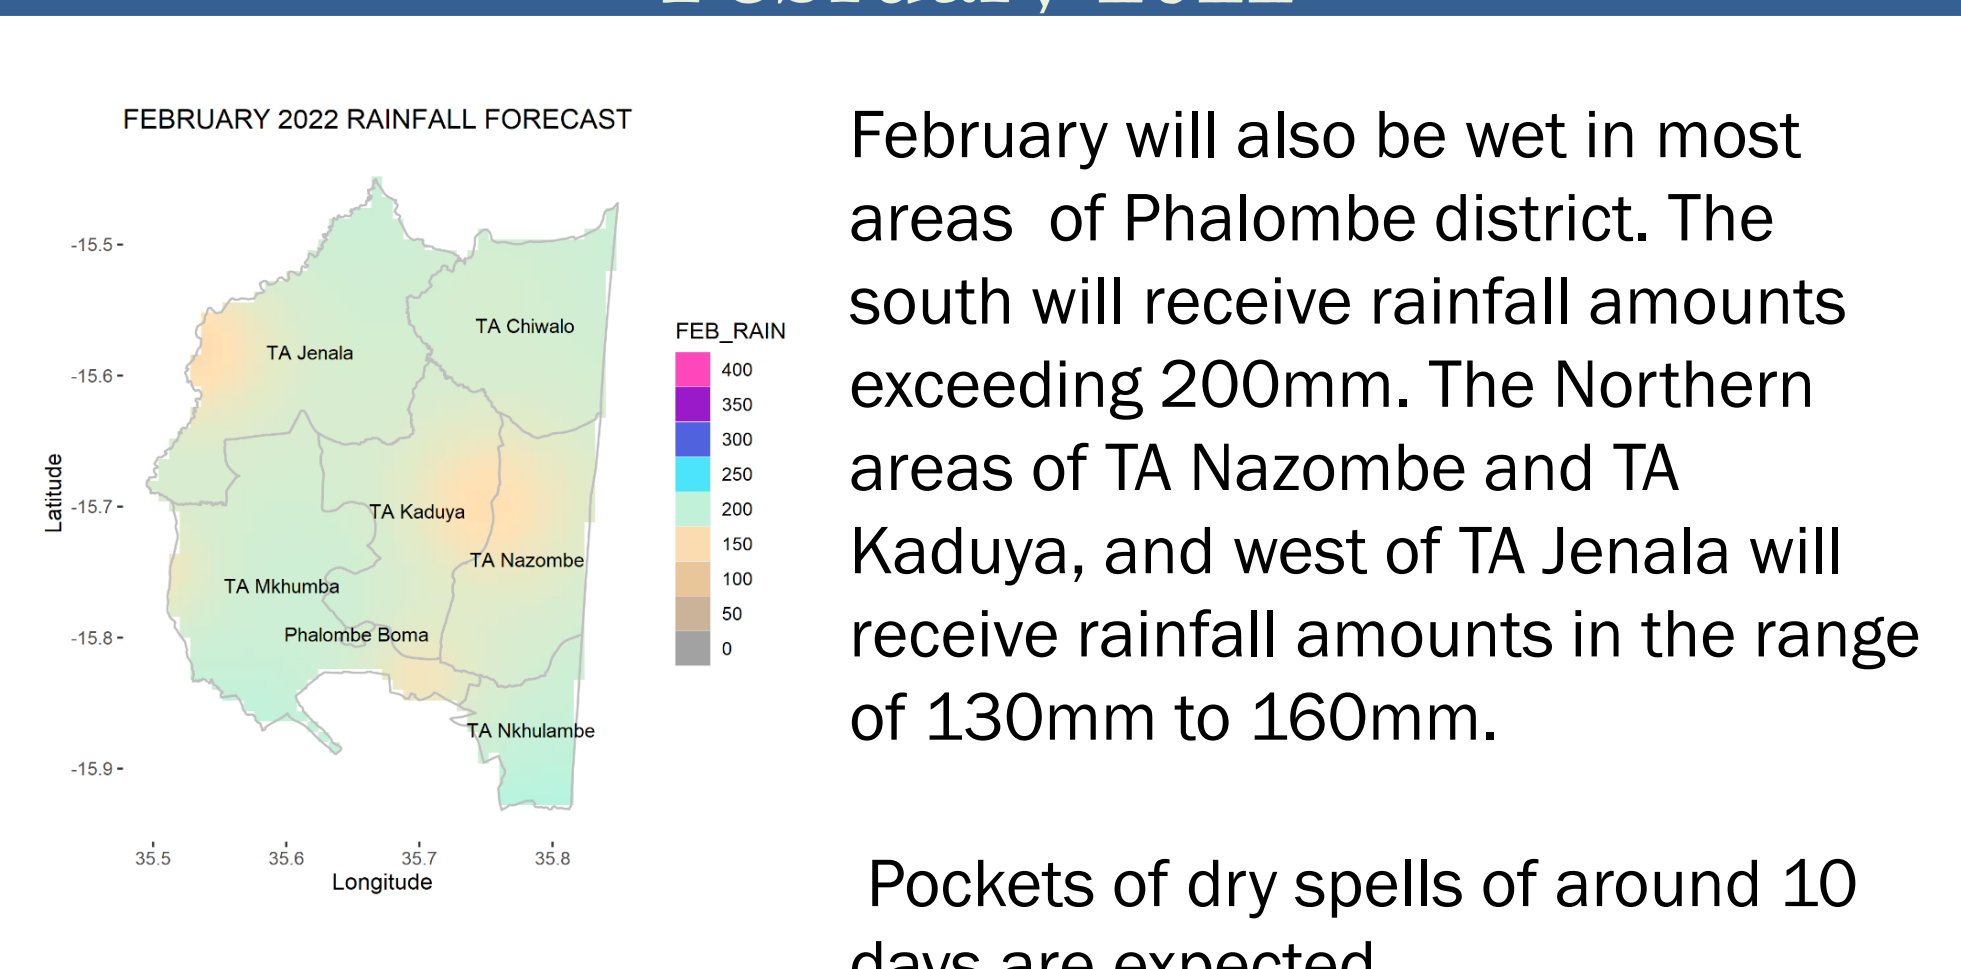 February 2022
FEBRUARY 2022 RAINFALL FORECAST
-15.5
-15.6
-15.7
-15.8
-15.9
Latitude
35.5 35.6 35.7 35.8
Longitude
TA Chiwalo
TA Jenala
TA Kaduya
TA Nazombe
TA Mkhumba
Phalombe Boma
TA Nkhulambe
FEB_RAIN
400
350
300
250
200
150
100
50
0
February will also be wet in most
areas of Phalombe district. The
south will receive rainfall amounts
exceeding 200mm. The Northern
areas of TA Nazombe and TA
Kaduya, and west of TA Jenala will
receive rainfall amounts in the range
of 130mm to 160mm.
Pockets of dry spells of around 10
days are expected